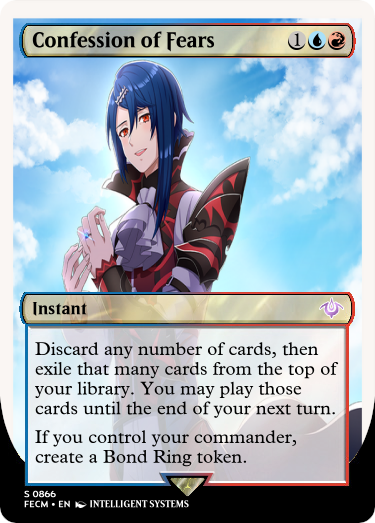 Confession of Fears 1
Instant
Discard any number of cards, then
exile that many cards from the top of
your library. You may play those
cards until the end of your next turn.
If you control your commander,
create a Bond Ring token.
S 0866
FECM • EN INTELLIGENT SYSTEMS